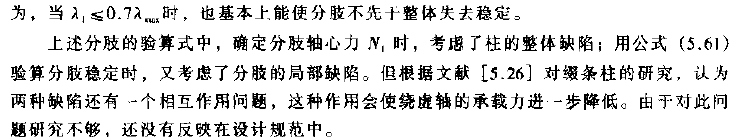 为，当 λ₁≤0.7λmax时，也基本上能使分肢不先于整体失去稳定。
上述分肢的验算式中，确定分肢轴心力 N₁ 时，考虑了柱的整体缺陷；用公式（5.61）
验算分肢稳定时，又考虑了分肢的局部缺陷。但根据文献［5.26］对缀条柱的研究，认为
两种缺陷还有一个相互作用问题，这种作用会使绕虚轴的承载力进一步降低。由于对此问
题研究不够，还没有反映在设计规范中。